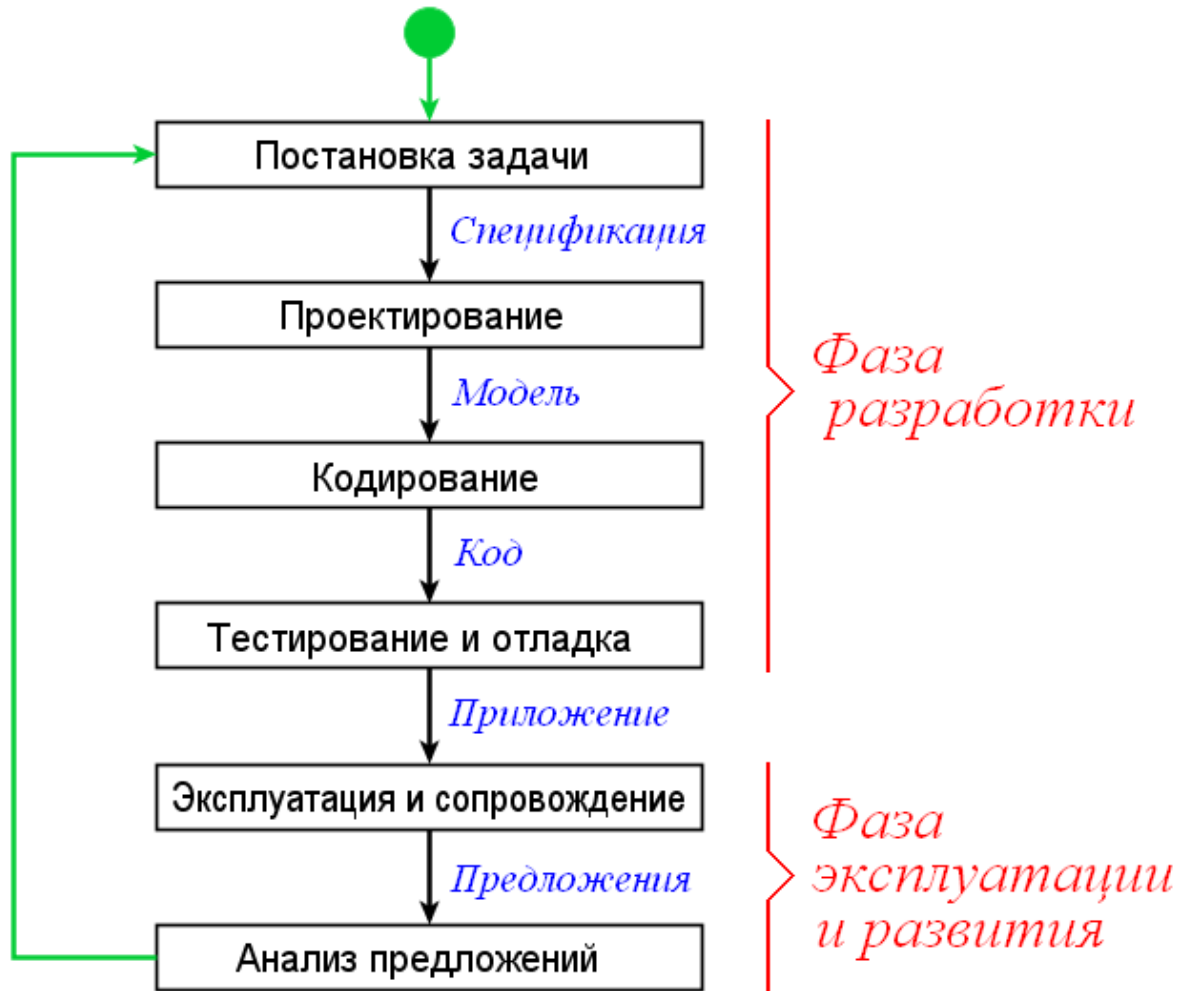 Постановка задачи
Спецификация
Проектирование
Модель
Кодирование
Код
Тестирование и отладка
Приложение
Эксплуатация и сопровождение
Предложения
Анализ предложений
Фаза
разработки
Фаза
эксплуатации
и развития